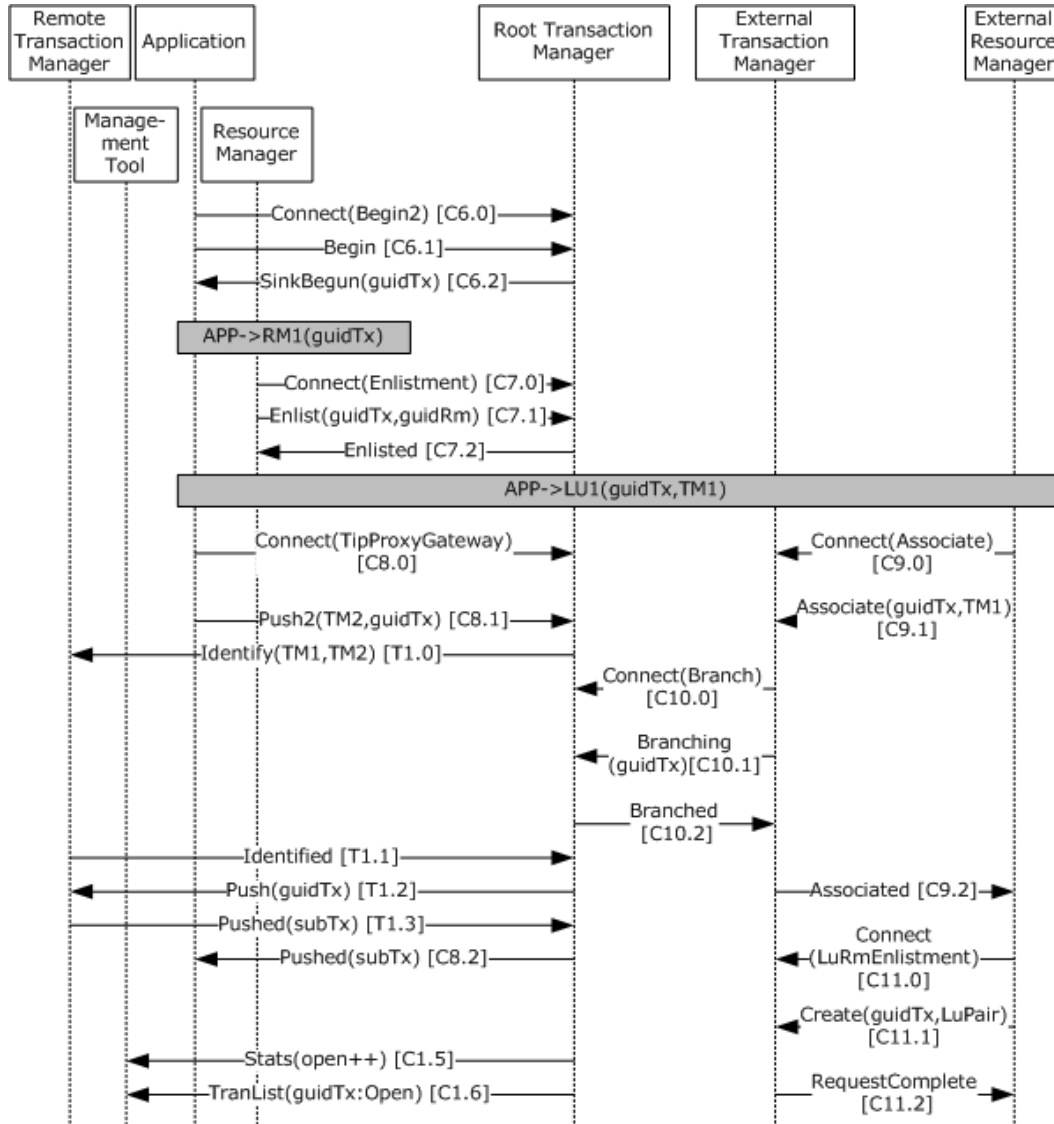 Remote
Transaction
Manager
Application
Root Transaction
Manager
External
Transaction
Manager
External
Resource
Manager
Manage-
ment
Tool
Resource
Manager
Connect(Begin2) [C6.0]
Begin [C6.1]
SinkBegun(guidTx) [C6.2]
APP->RM1(guidTx)
Connect(Enlistment) [C7.0]
Enlist(guidTx,guidRm) [C7.1]
Enlisted [C7.2]
APP->LU1(guidTx,TM1)
Connect(TipProxyGateway)
[C8.0]
Connect(Associate)
[C9.0]
Push2(TM2,guidTx) [C8.1]
Associate(guidTx,TM1)
[C9.1]
Identify(TM1,TM2) [T1.0]
Connect(Branch)
[C10.0]
Branching
(guidTx)[C10.1]
Branched
[C10.2]
Identified [T1.1]
Push(guidTx) [T1.2]
Associated [C9.2]
Pushed(subTx) [T1.3]
Pushed(subTx) [C8.2]
Connect
(LuRmEnlistment)
[C11.0]
Create(guidTx,LuPair)
[C11.1]
Stats(open++) [C1.5]
TranList(guidTx:Open) [C1.6]
RequestComplete
[C11.2]